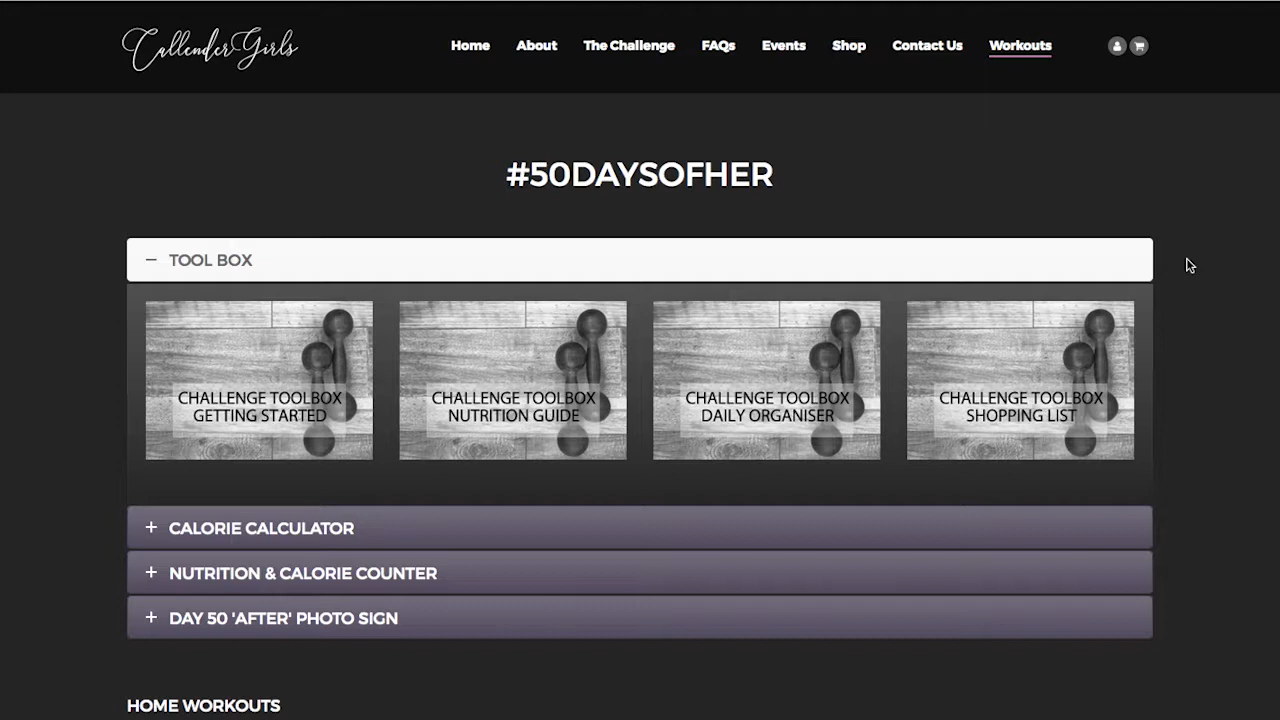 CallenderGirls
Home About The Challenge FAQs Events Shop Contact Us Workouts
#50DAYSOFHER
TOOL BOX
CHALLENGE TOOLBOX
GETTING STARTED
CHALLENGE TOOLBOX
NUTRITION GUIDE
CHALLENGE TOOLBOX
DAILY ORGANISER
CHALLENGE TOOLBOX
SHOPPING LIST
CALORIE CALCULATOR
NUTRITION & CALORIE COUNTER
DAY 50 'AFTER' PHOTO SIGN
HOME WORKOUTS